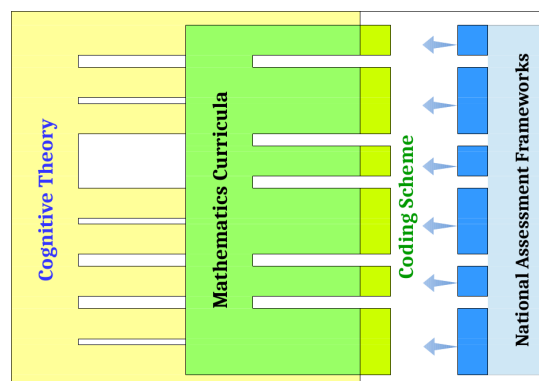 Cognitive Theory
Mathematics Curricula
Coding Scheme
National Assessment Frameworks